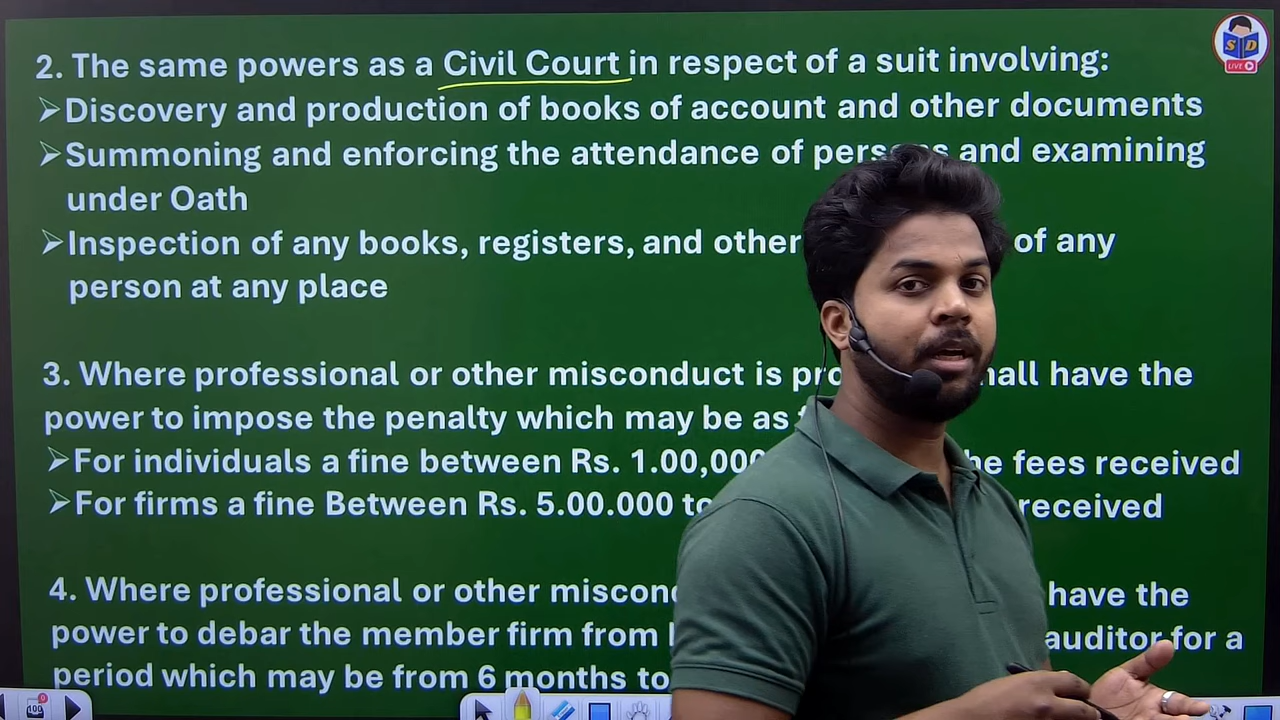 2. The same powers as a Civil Court in respect of a suit involving:
➢Discovery and production of books of account and other documents
➢Summoning and enforcing the attendance of persons and examining
under Oath
➢Inspection of any books, registers, and other of any
person at any place
3. Where professional or other misconduct is have the
power to impose the penalty which may be as
➢For individuals a fine between Rs. 1.00,000 fees received
➢For firms a fine Between Rs. 5.00.000 to received
4. Where professional or other have the
power to debar the member firm from auditor for a
period which may be from 6 months to
SD
LIVE
109